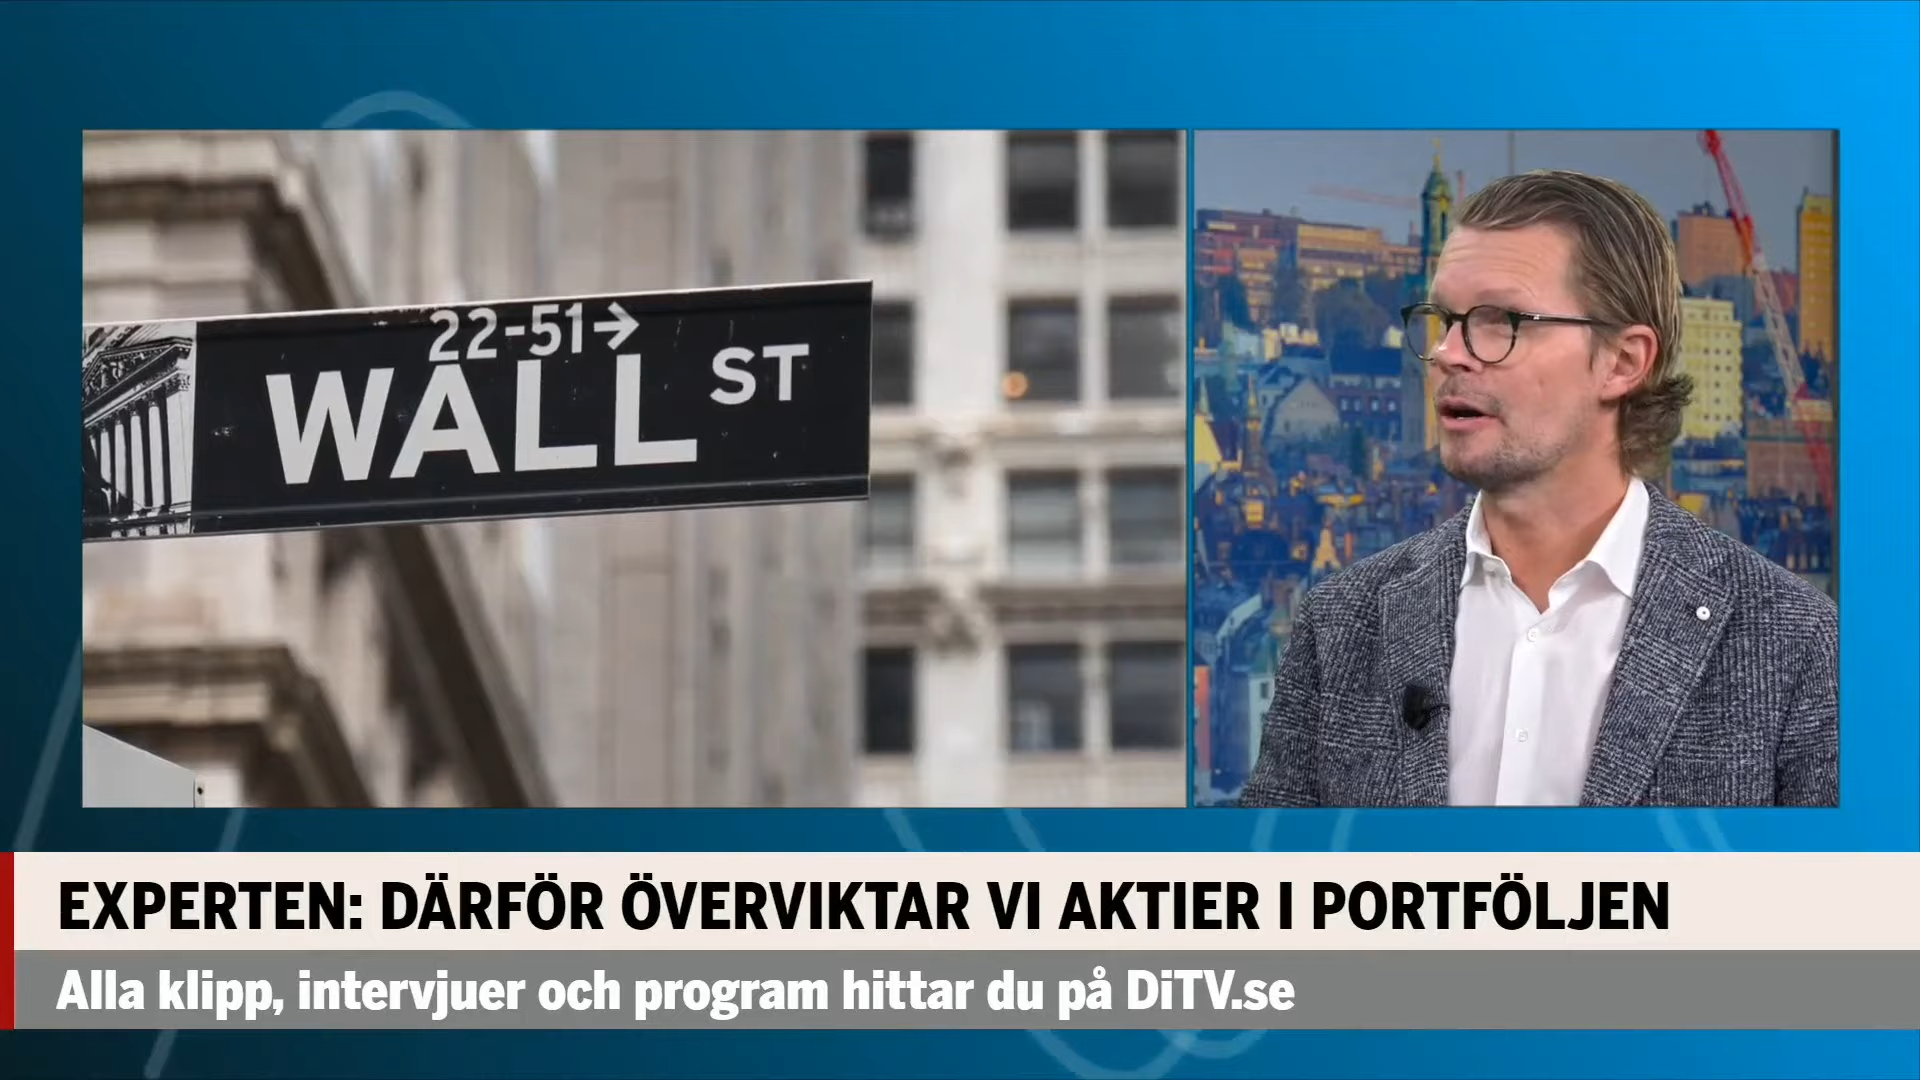 22-51→
WALL ST
EXPERTEN: DÄRFÖR ÖVERVIKTAR VI AKTIER I PORTFÖLJEN
Alla klipp, intervjuer och program hittar du på DiTV.se